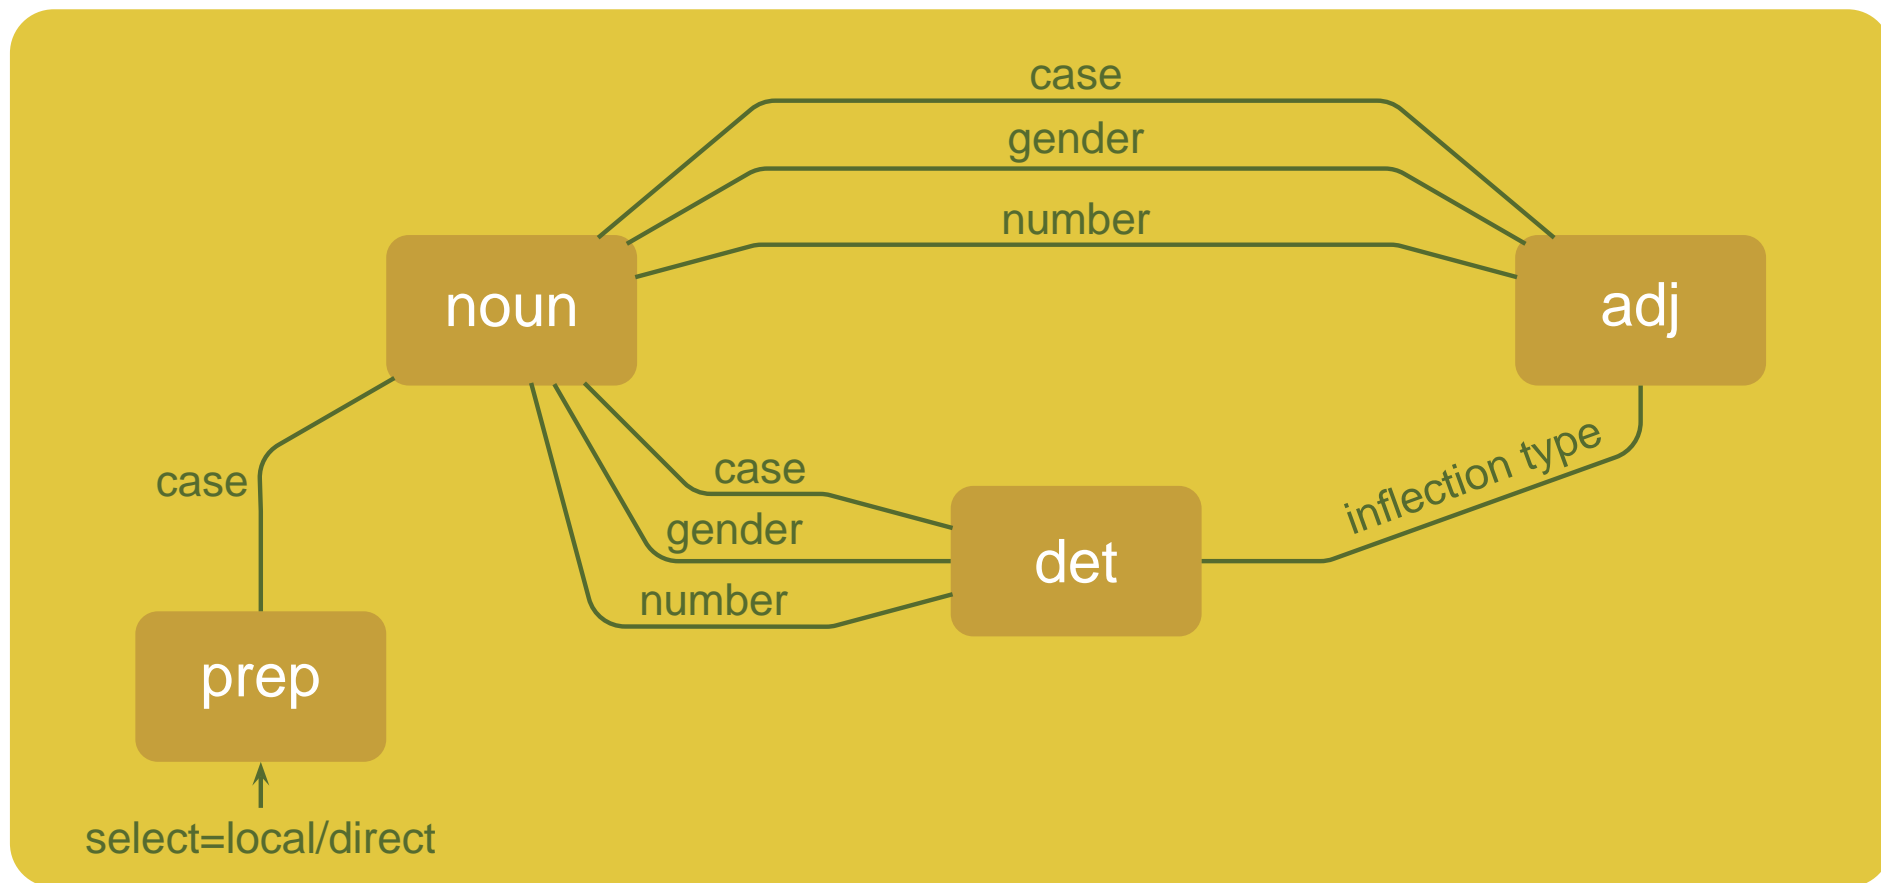 case
gender
number
noun
adj
case
case
inflection type
gender
det
number
prep
select=local/direct